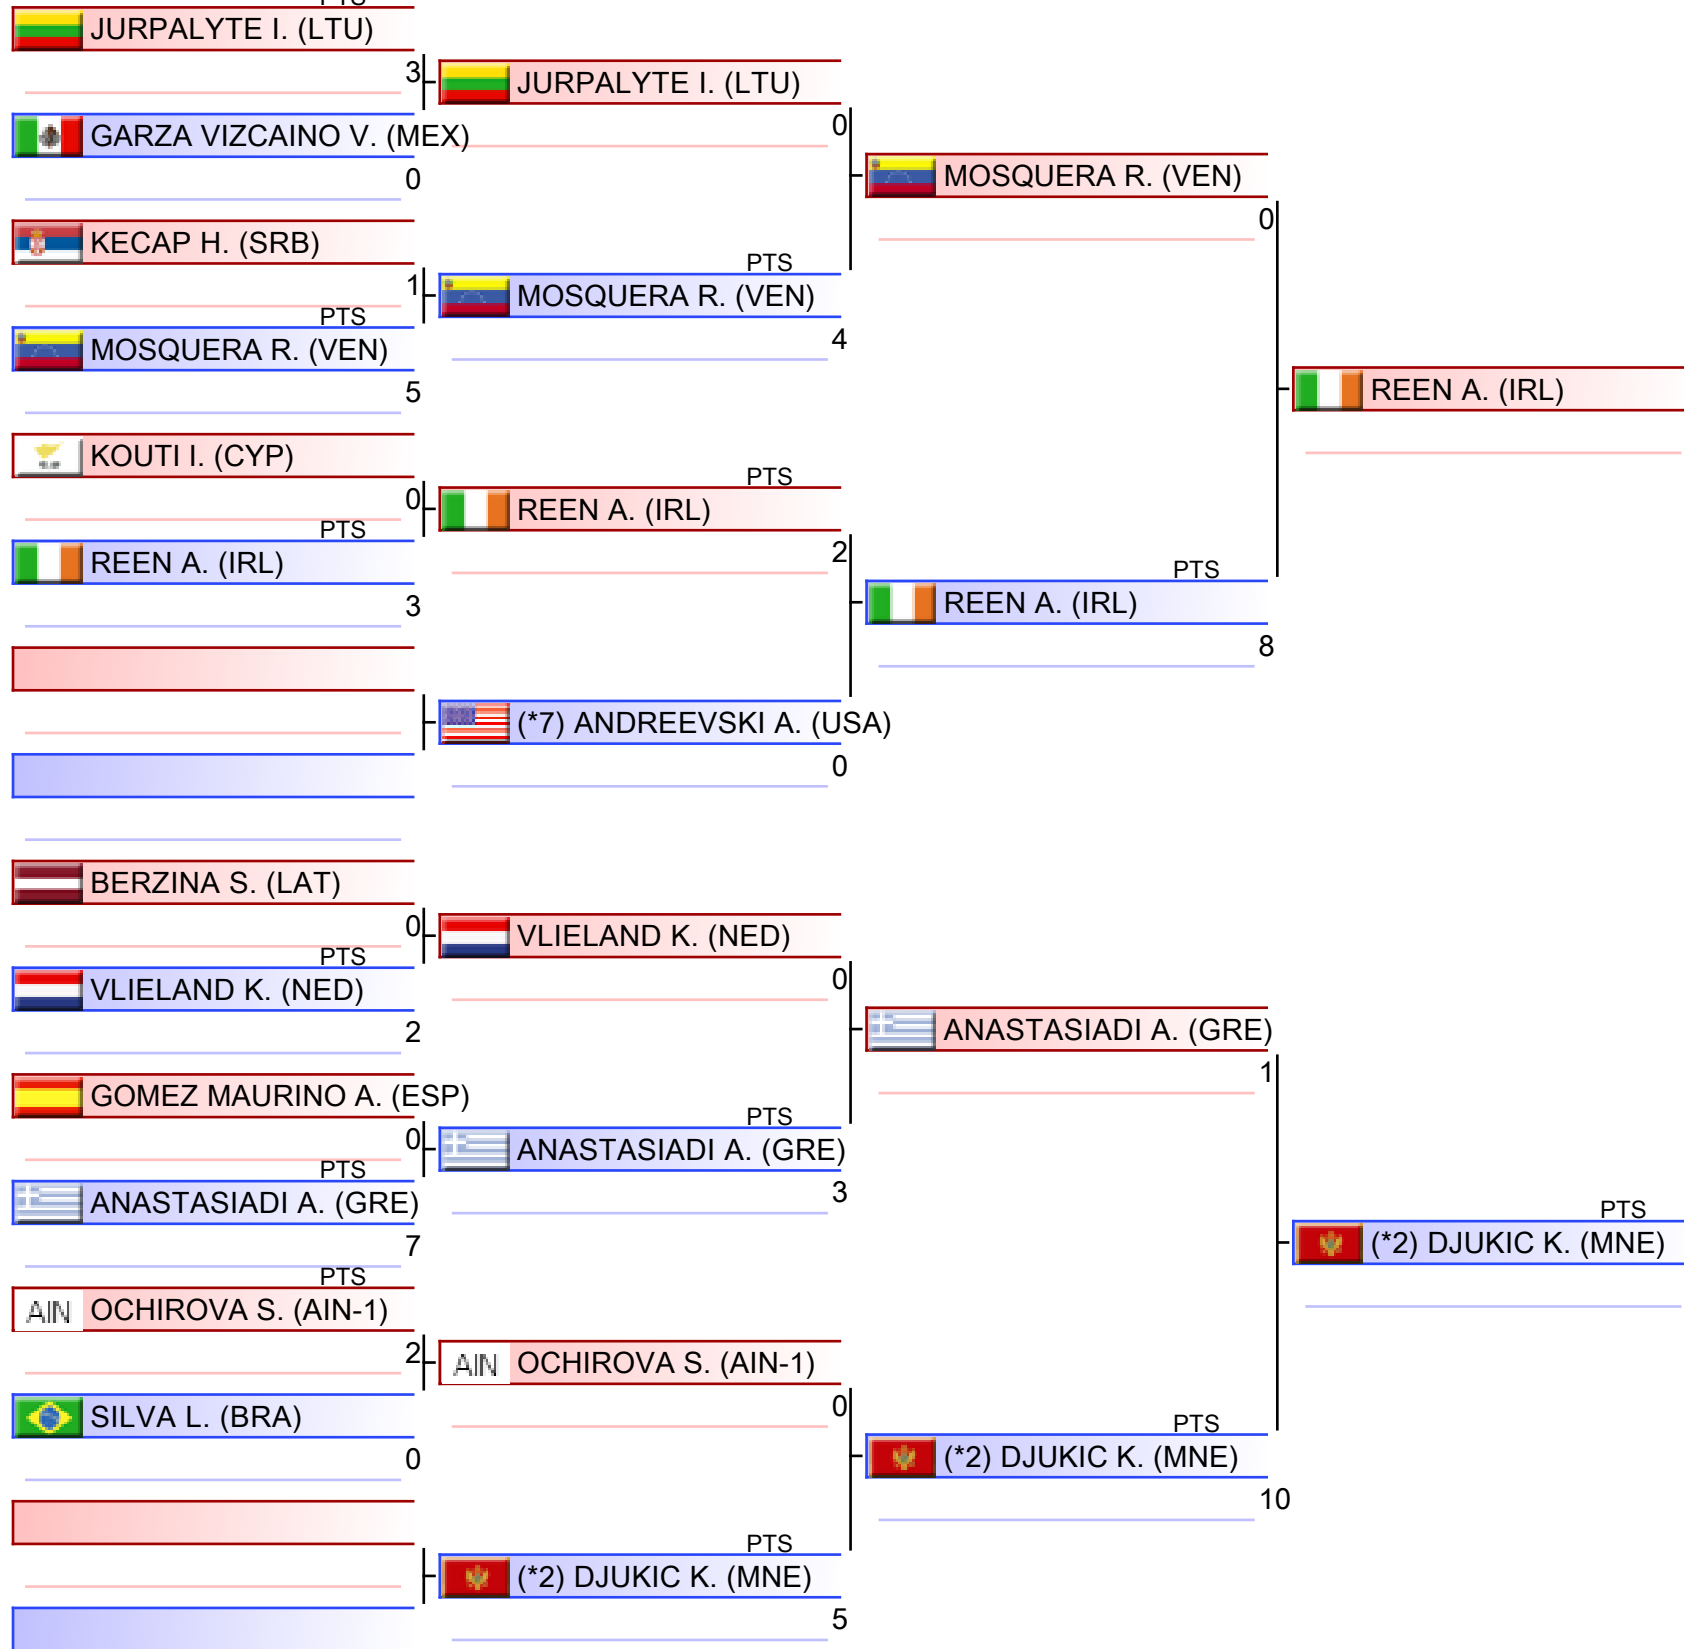 PTS
JURPALYTE I. (LTU)
3
GARZA VIZCAINO V. (MEX)
0
KECAP H. (SRB)
1
PTS
MOSQUERA R. (VEN)
5
KOUTI I. (CYP)
0
PTS
REEN A. (IRL)
3
BERZINA S. (LAT)
0
PTS
VLIELAND K. (NED)
2
GOMEZ MAURINO A. (ESP)
0
PTS
ANASTASIADI A. (GRE)
7
PTS
AIN OCHIROVA S. (AIN-1)
2
SILVA L. (BRA)
0
JURPALYTE I. (LTU)
0
PTS
MOSQUERA R. (VEN)
4
PTS
REEN A. (IRL)
2
(*7) ANDREEVSKI A. (USA)
0
VLIELAND K. (NED)
0
PTS
ANASTASIADI A. (GRE)
3
AIN OCHIROVA S. (AIN-1)
0
PTS
(*2) DJUKIC K. (MNE)
5
MOSQUERA R. (VEN)
0
PTS
REEN A. (IRL)
8
ANASTASIADI A. (GRE)
1
PTS
(*2) DJUKIC K. (MNE)
10
REEN A. (IRL)
PTS
(*2) DJUKIC K. (MNE)